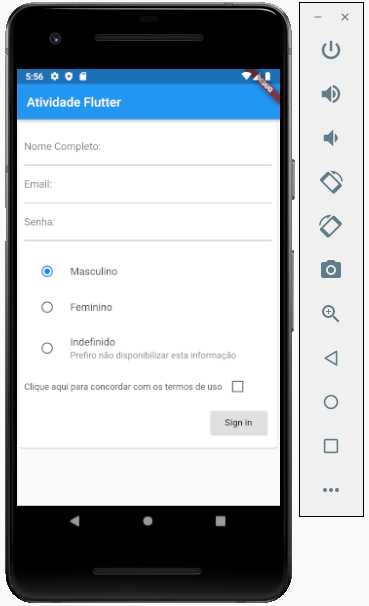 5:56
DEBUG
Atividade Flutter
Nome Completo:
Email:
Senha:
Masculino
Feminino
Indefinido
Prefiro não disponibilizar esta informação
Clique aqui para concordar com os termos de uso
Sign in